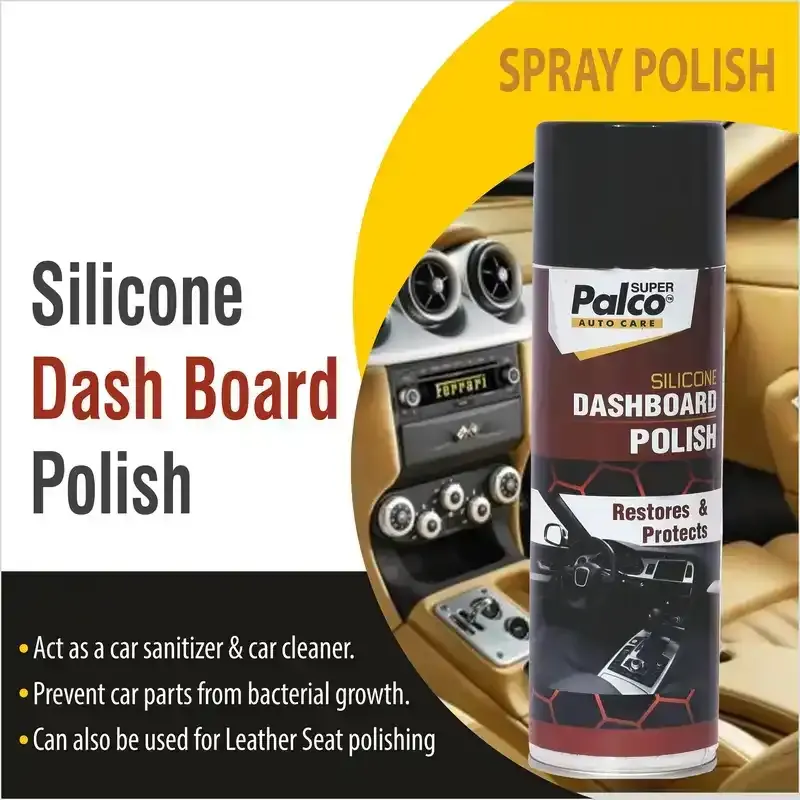 SPRAY POLISH
Silicone
Dash Board
Polish
• Act as a car sanitizer & car cleaner.
• Prevent car parts from bacterial growth.
• Can also be used for Leather Seat polishing
Ferrari
SUPER
Palco™
AUTO CARE
SILICONE
DASHBOARD
POLISH
Restores &
Protects